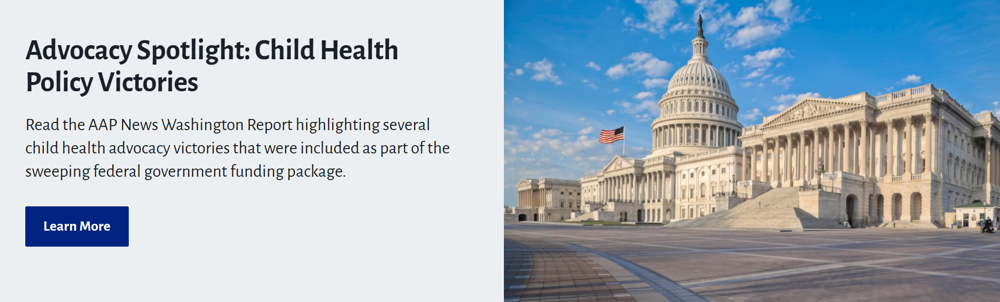 Advocacy Spotlight: Child Health
Policy Victories
Read the AAP News Washington Report highlighting several
child health advocacy victories that were included as part of the
sweeping federal government funding package.
Learn More